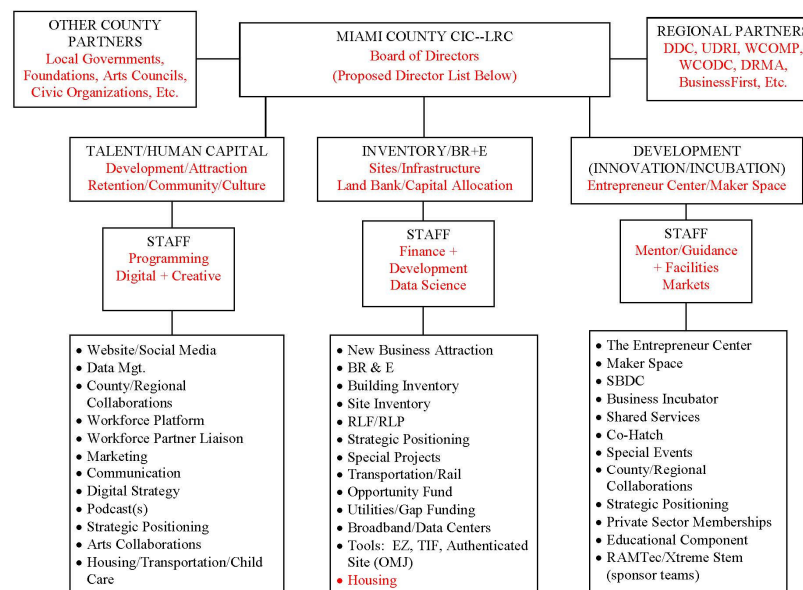 OTHER COUNTY
PARTNERS
Local Governments,
Foundations, Arts Councils,
Civic Organizations, Etc.
MIAMI COUNTY CIC--LRC
Board of Directors
(Proposed Director List Below)
REGIONAL PARTNERS
DDC, UDRI, WCOMP,
WCODC, DRMA,
BusinessFirst, Etc.
TALENT/HUMAN CAPITAL
Development/Attraction
Retention/Community/Culture
INVENTORY/BR+E
Sites/Infrastructure
Land Bank/Capital Allocation
DEVELOPMENT
(INNOVATION/INCUBATION)
Entrepreneur Center/Maker Space
STAFF
Programming
Digital + Creative
STAFF
Finance +
Development
Data Science
STAFF
Mentor/Guidance
+ Facilities
Markets
● Website/Social Media
● Data Mgt.
● County/Regional
Collaborations
● Workforce Platform
● Workforce Partner Liaison
● Marketing
● Communication
● Digital Strategy
● Podcast(s)
● Strategic Positioning
● Arts Collaborations
● Housing/Transportation/Child
Care
● New Business Attraction
● BR & E
● Building Inventory
● Site Inventory
● RLF/RLP
● Strategic Positioning
● Special Projects
● Transportation/Rail
● Opportunity Fund
● Utilities/Gap Funding
● Broadband/Data Centers
● Tools: EZ, TIF, Authenticated
Site (OMJ)
● Housing
● The Entrepreneur Center
● Maker Space
● SBDC
● Business Incubator
● Shared Services
● Co-Hatch
● Special Events
● County/Regional
Collaborations
● Strategic Positioning
● Private Sector Memberships
● Educational Component
● RAMTec/Xtreme Stem
(sponsor teams)